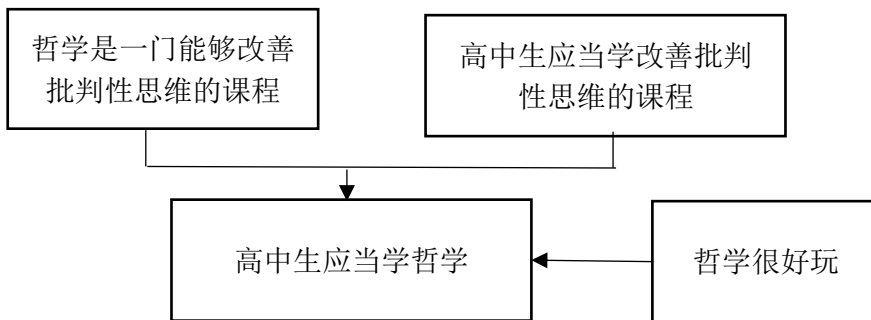 哲学是一门能够改善
批判性思维的课程
高中生应当学改善批判
性思维的课程
高中生应当学哲学
哲学很好玩